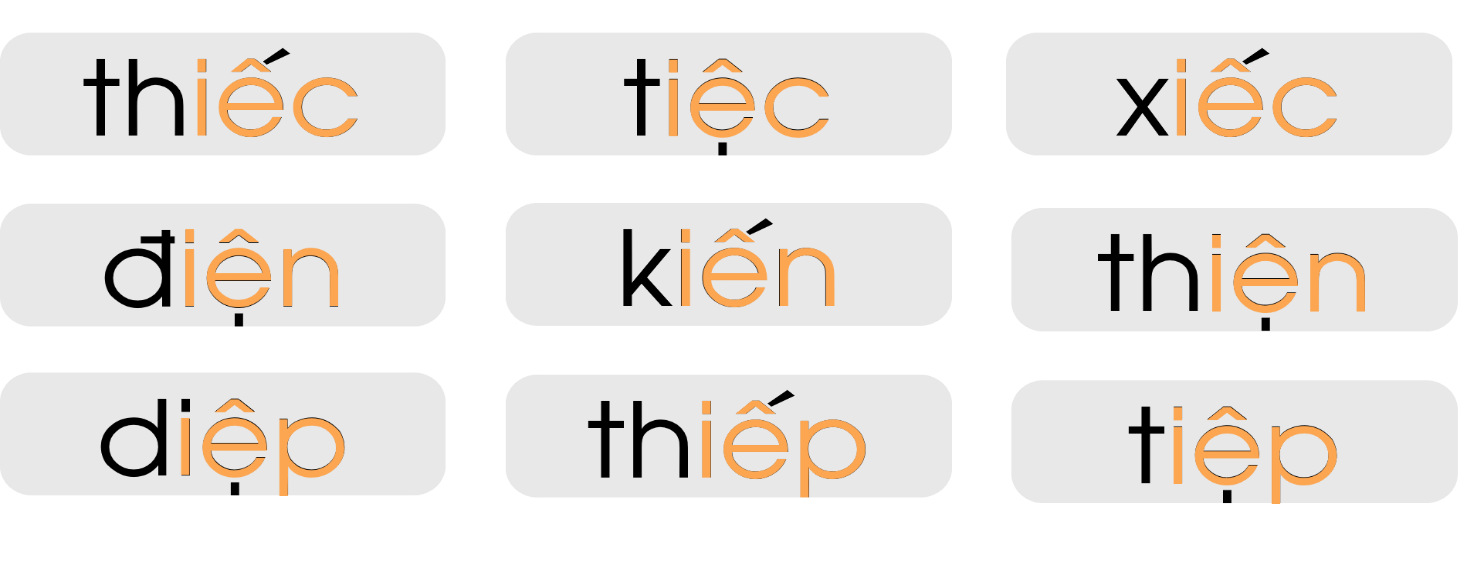 thiếc tiệc xiếc
điện kiến thiện
diệp thiếp tiệp